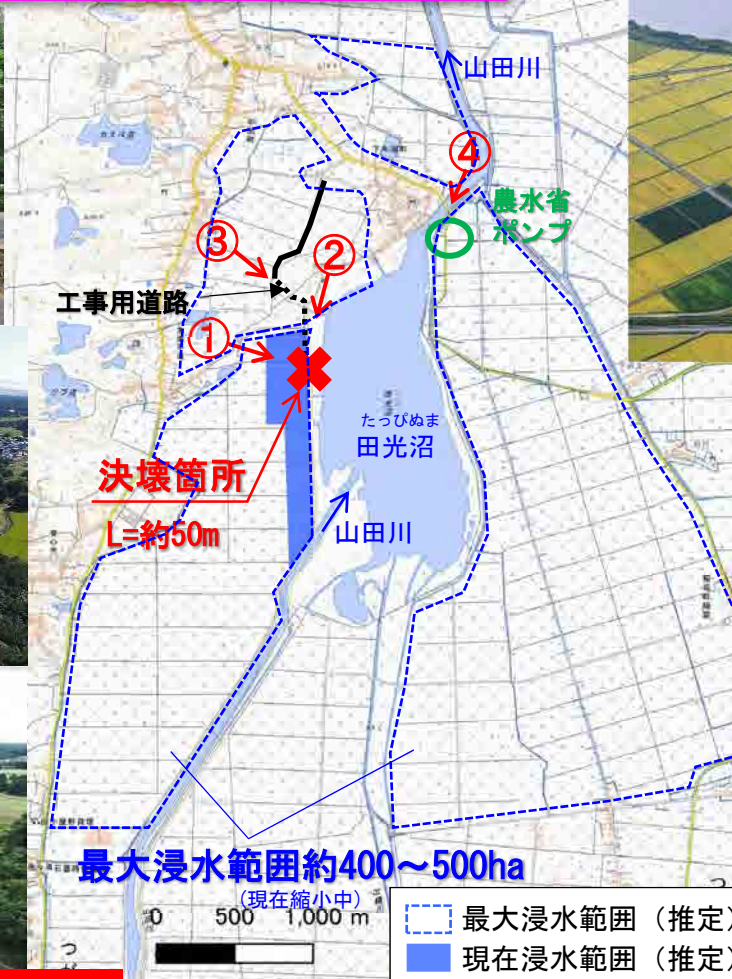 山田川
④
農水省
ポンプ
③
②
工事用道路
①
たっぴぬま
田光沼
決壊箇所
L=約50m
山田川
最大浸水範囲約400～500ha
(現在縮小中)
0 500 1,000 m
最大浸水範囲（推定）
現在浸水範囲（推定）
つ
つ